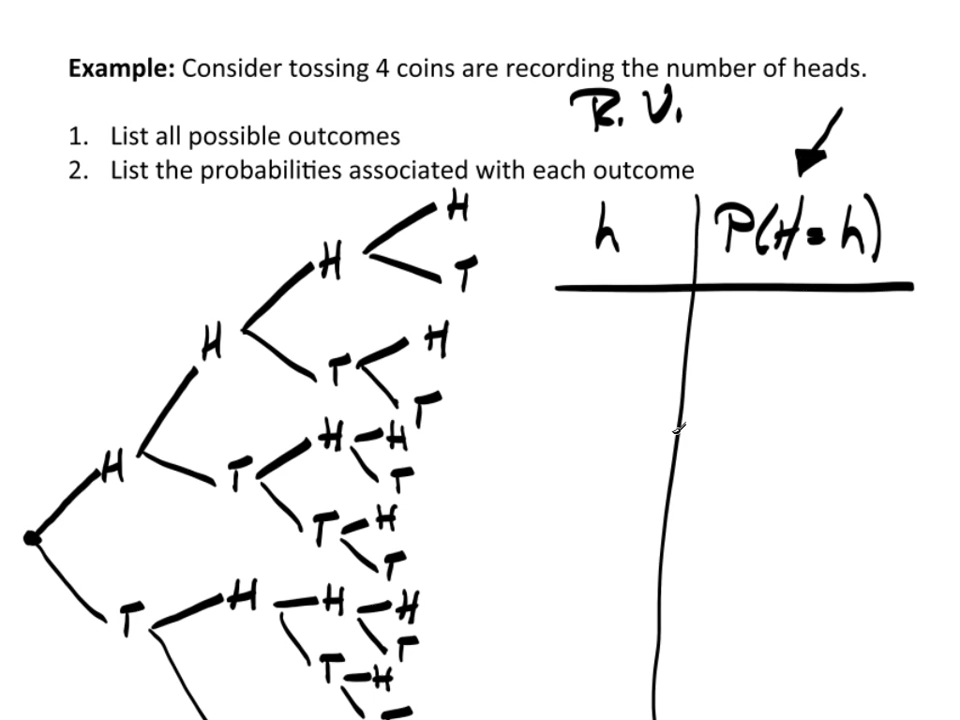 Example: Consider tossing 4 coins are recording the number of heads.
R. V.
1. List all possible outcomes
2. List the probabilities associated with each outcome
h P(H = h)
H
H
T
H
H
T
H
T
H
H
T
T
H
T
H
T
H
H
T
T
H